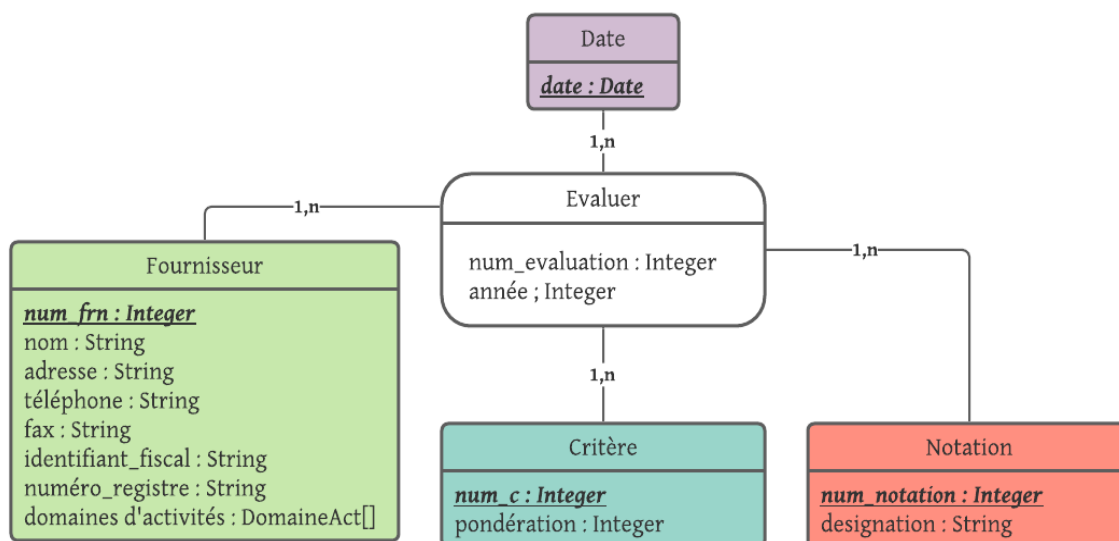 Date
date : Date
1,n
Evaluer
num_evaluation : Integer
année ; Integer
1,n
1,n
1,n
Fournisseur
num_frn : Integer
nom : String
adresse : String
téléphone : String
fax : String
identifiant_fiscal : String
numéro_registre : String
domaines d'activités : DomaineAct[]
Critère
num_c : Integer
pondération : Integer
Notation
num_notation : Integer
designation : String